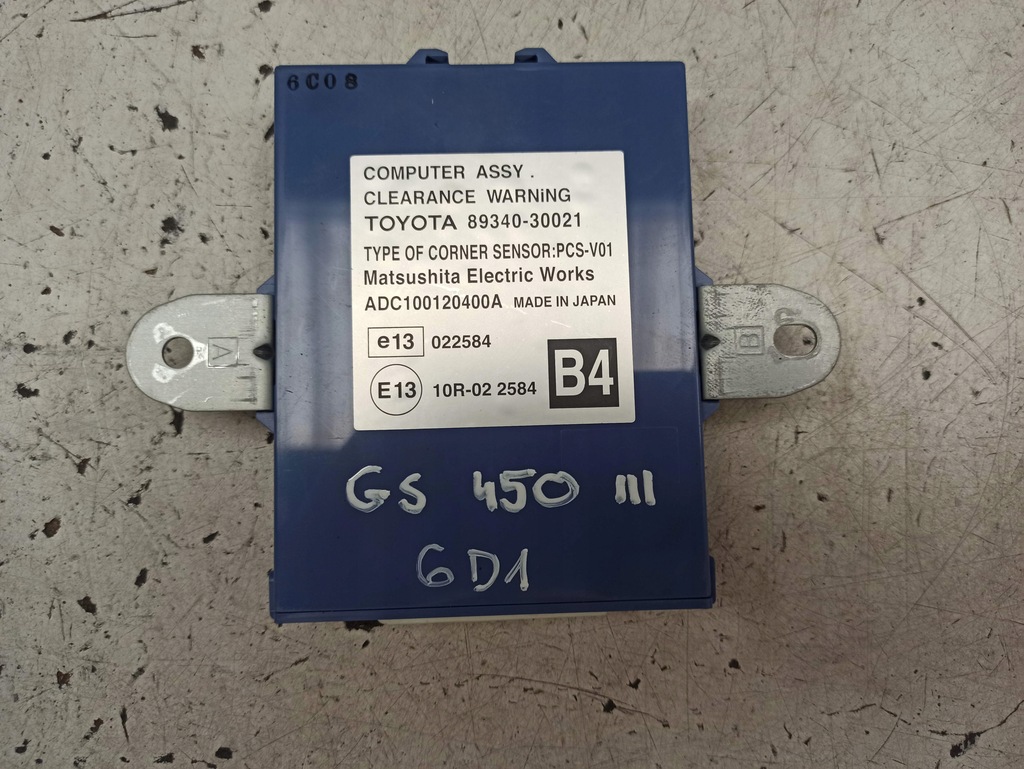 6C08
COMPUTER ASSY .
CLEARANCE WARNiNG
TOYOTA 89340-30021
TYPE OF CORNER SENSOR:PCS-V01
Matsushita Electric Works
ADC100120400A MADE IN JAPAN
e13 022584
E13 10R-02 2584
B4
A
B
GS 450 III
6D1